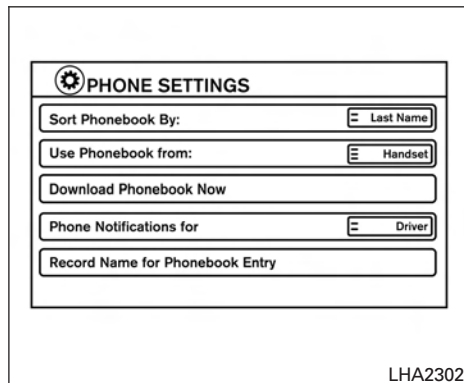 PHONE SETTINGS
Sort Phonebook By: Last Name
Use Phonebook from: Handset
Download Phonebook Now
Phone Notifications for Driver
Record Name for Phonebook Entry
LHA2302